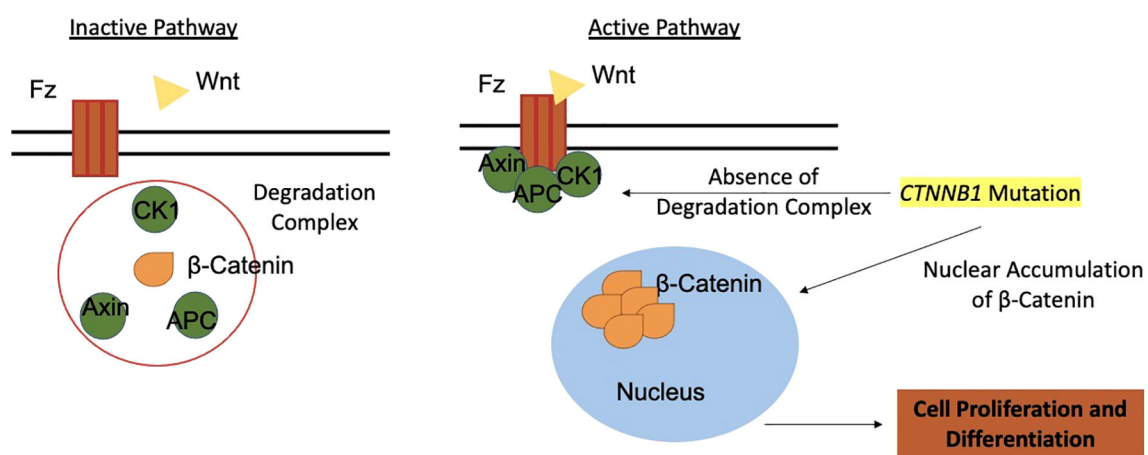 Inactive Pathway
Fz
Wnt
Degradation
Complex
CK1
β-Catenin
Axin
APC
Active Pathway
Fz
Wnt
Axin
APC
CK1
Absence of
Degradation Complex
CTNNB1 Mutation
β-Catenin
Nucleus
Nuclear Accumulation
of β-Catenin
Cell Proliferation and
Differentiation